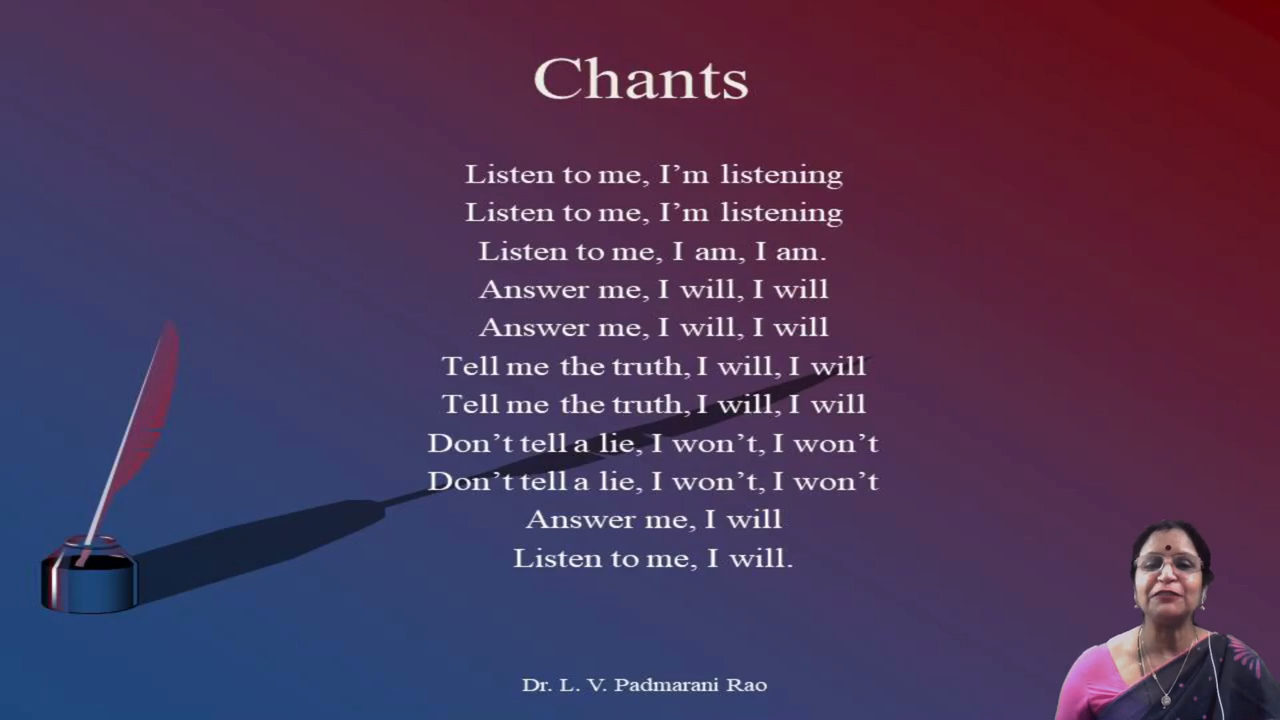 Chants
Listen to me, I’m listening
Listen to me, I’m listening
Listen to me, I am, I am.
Answer me, I will, I will
Answer me, I will, I will
Tell me the truth, I will, I will
Tell me the truth, I will, I will
Don’t tell a lie, I won’t, I won’t
Don’t tell a lie, I won’t, I won’t
Answer me, I will
Listen to me, I will.
Dr. L. V. Padmarani Rao